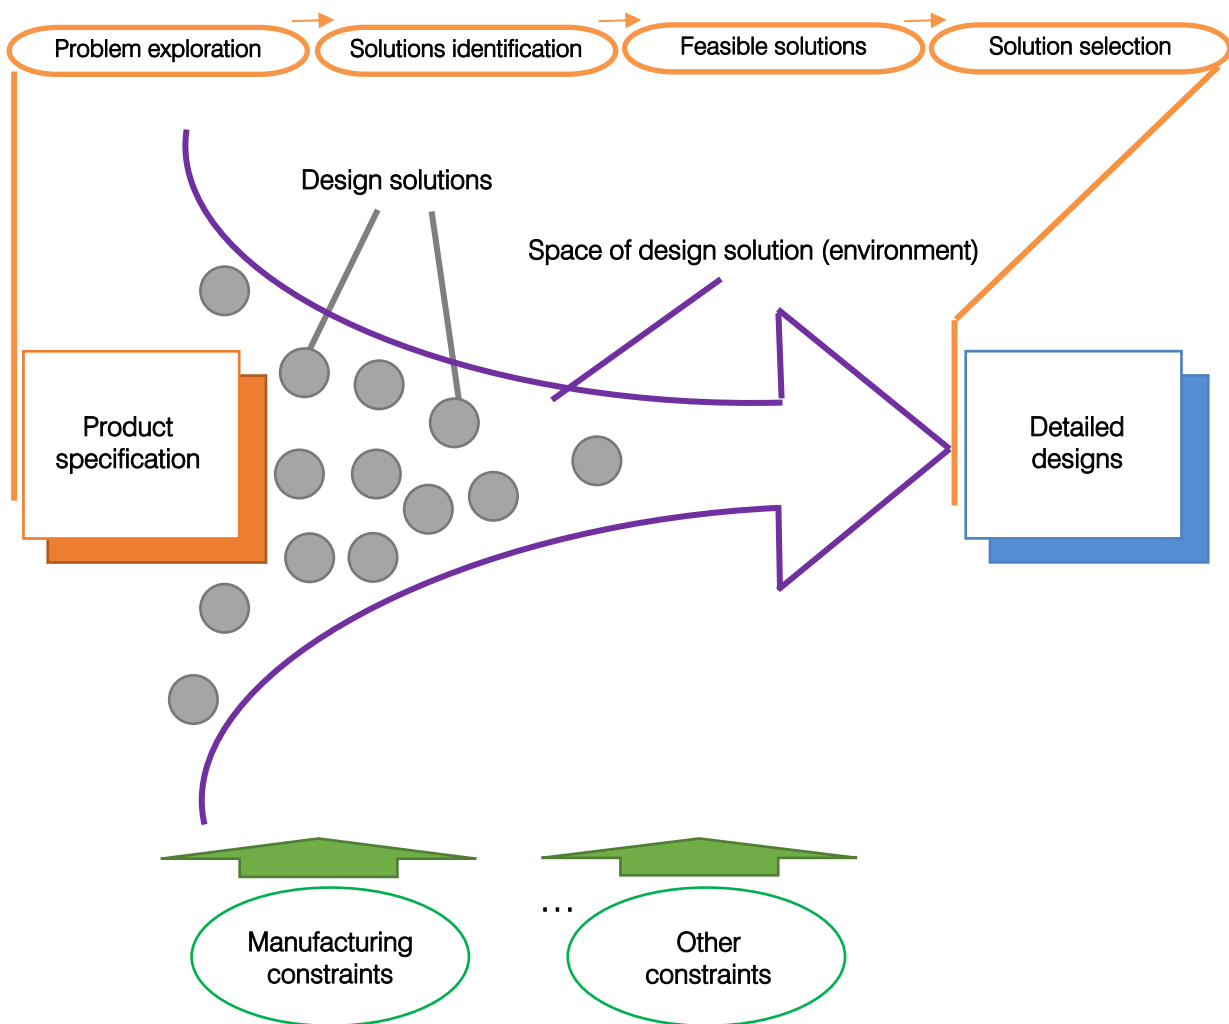 Problem exploration
Solutions identification
Feasible solutions
Solution selection
Design solutions
Space of design solution (environment)
Product
specification
Detailed
designs
...
Manufacturing
constraints
Other
constraints